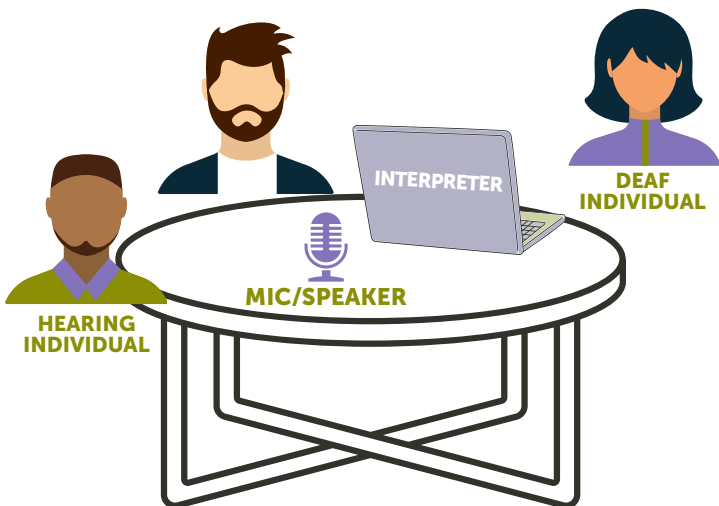 INTERPRETER
DEAF
INDIVIDUAL
MIC/SPEAKER
HEARING
INDIVIDUAL